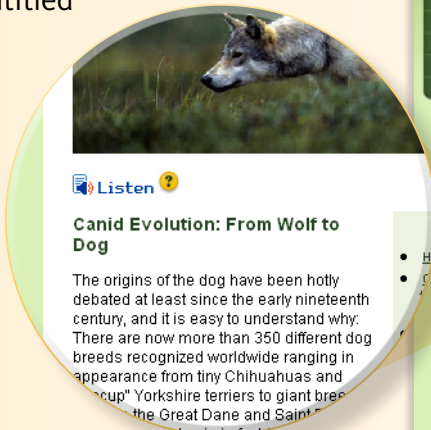 Listen ?
Canid Evolution: From Wolf to
Dog
The origins of the dog have been hotly
debated at least since the early nineteenth
century, and it is easy to understand why:
There are now more than 350 different dog
breeds recognized worldwide ranging in
appearance from tiny Chihuahuas and
Yorkshire terriers to giant
the Great Dane and Saint